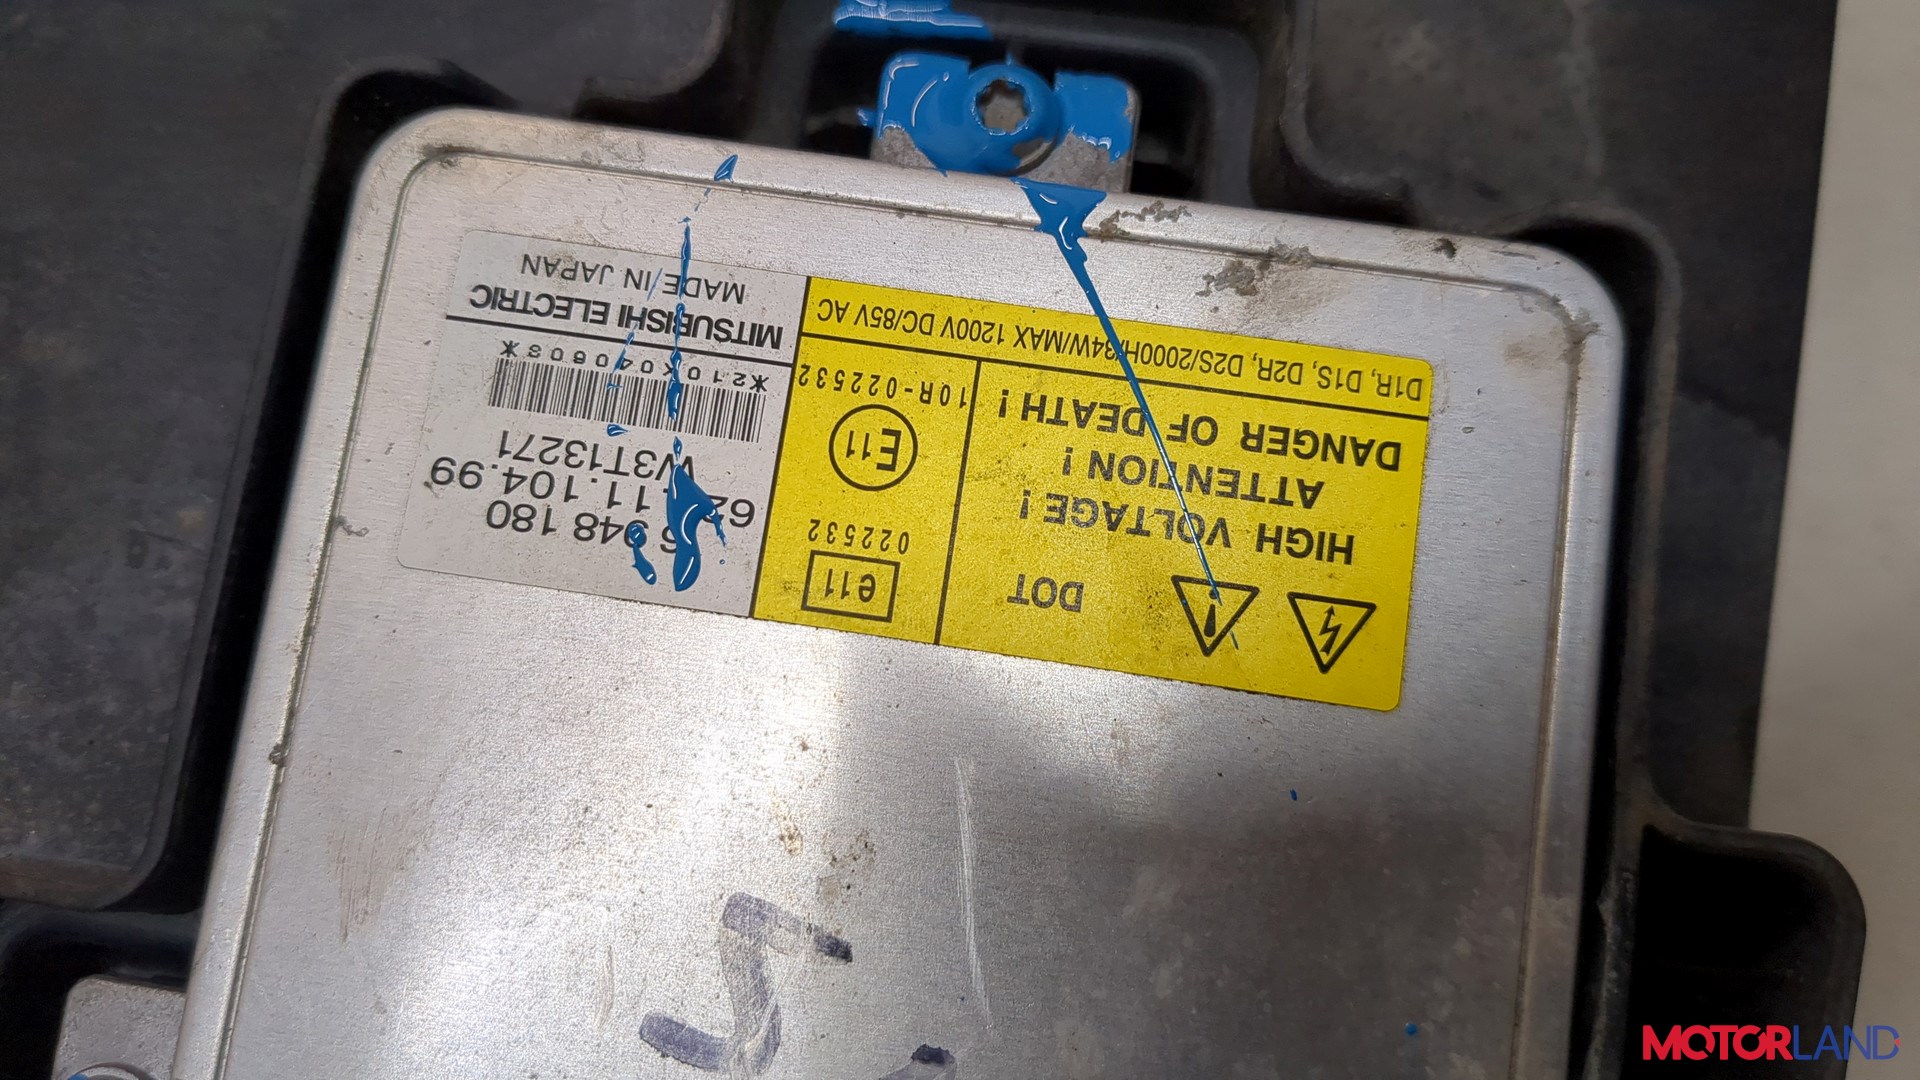 DOT
HIGH VOLTAGE !
ATTENTION !
DANGER OF DEATH !
e11
022532
E11
10R-022532
D1R, D1S, D2R, D2S/2000H/34W/MAX 1200V DC/85V AC
948 180
.11.104.99
W3T13271
MITSUBISHI ELECTRIC
MADE IN JAPAN
MOTORLAND